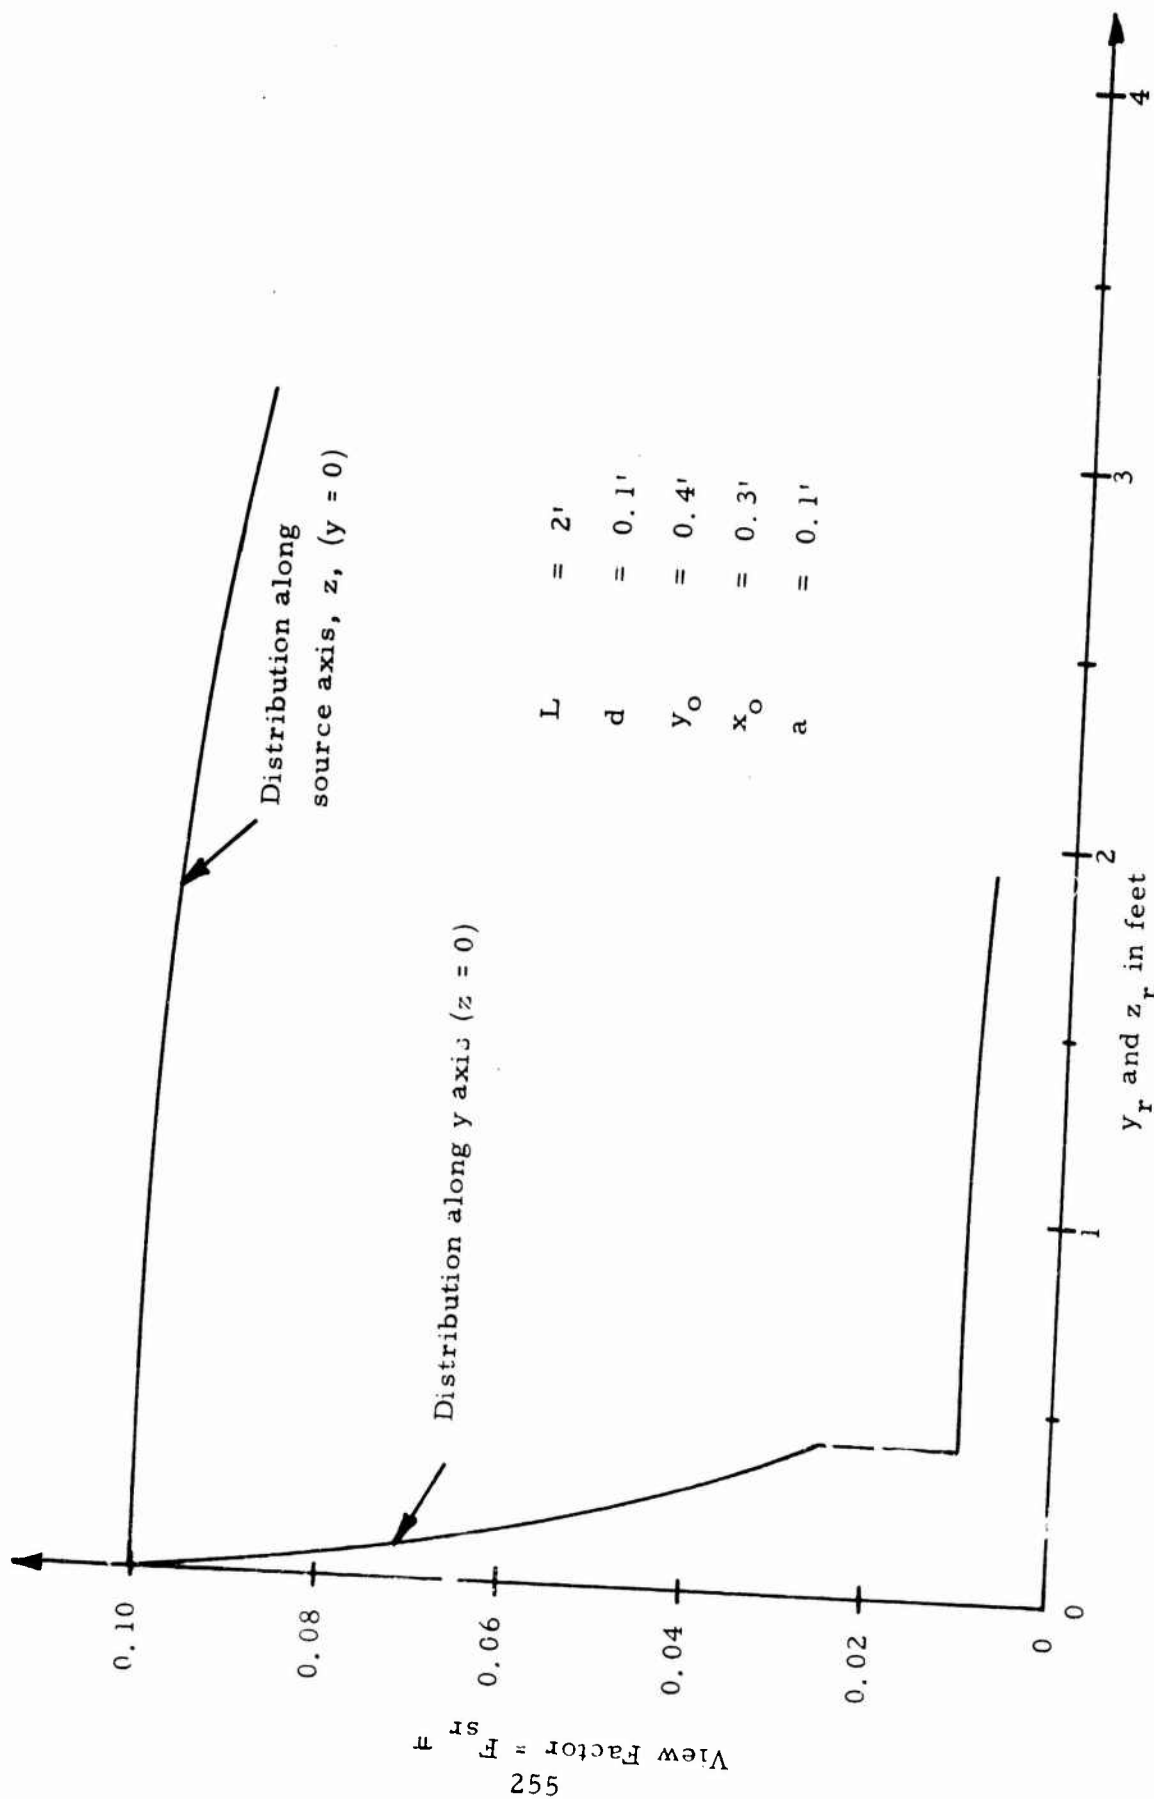 View Factor = F_sr π
0.10
0.08
0.06
0.04
0.02
0
0
1
2
3
4
y_r and z_r in feet
Distribution along
source axis, z, (y = 0)
Distribution along y axis (z = 0)
L = 2'
d = 0.1'
y_o = 0.4'
x_o = 0.3'
a = 0.1'
255